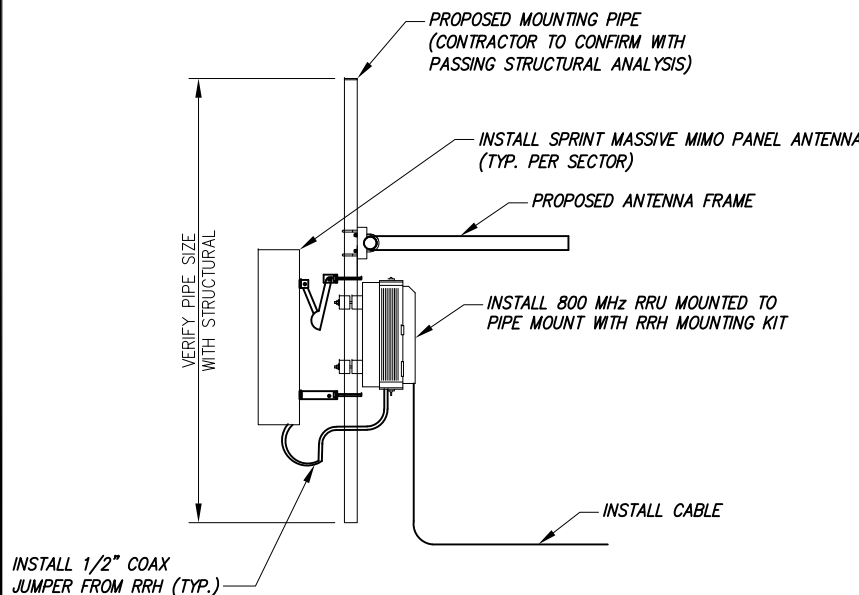 PROPOSED MOUNTING PIPE
(CONTRACTOR TO CONFIRM WITH
PASSING STRUCTURAL ANALYSIS)
INSTALL SPRINT MASSIVE MIMO PANEL ANTENNA
(TYP. PER SECTOR)
PROPOSED ANTENNA FRAME
VERIFY PIPE SIZE
WITH STRUCTURAL
INSTALL 800 MHz RRU MOUNTED TO
PIPE MOUNT WITH RRH MOUNTING KIT
INSTALL CABLE
INSTALL 1/2" COAX
JUMPER FROM RRH (TYP.)